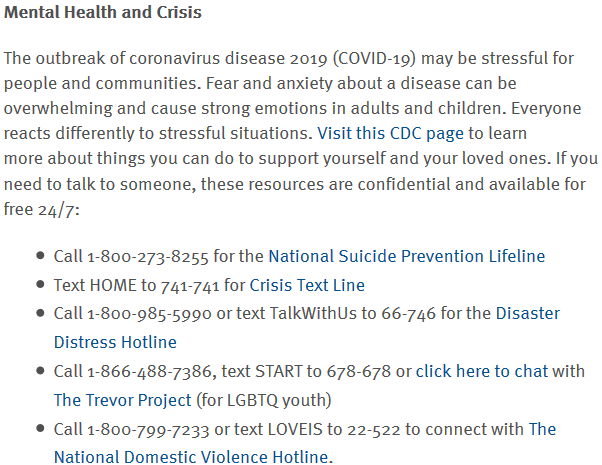 Mental Health and Crisis
The outbreak of coronavirus disease 2019 (COVID-19) may be stressful for
people and communities. Fear and anxiety about a disease can be
overwhelming and cause strong emotions in adults and children. Everyone
reacts differently to stressful situations. Visit this CDC page to learn
more about things you can do to support yourself and your loved ones. If you
need to talk to someone, these resources are confidential and available for
free 24/7:
• Call 1-800-273-8255 for the National Suicide Prevention Lifeline
• Text HOME to 741-741 for Crisis Text Line
• Call 1-800-985-5990 or text TalkWithUs to 66-746 for the Disaster
Distress Hotline
• Call 1-866-488-7386, text START to 678-678 or click here to chat with
The Trevor Project (for LGBTQ youth)
• Call 1-800-799-7233 or text LOVEIS to 22-522 to connect with The
National Domestic Violence Hotline.